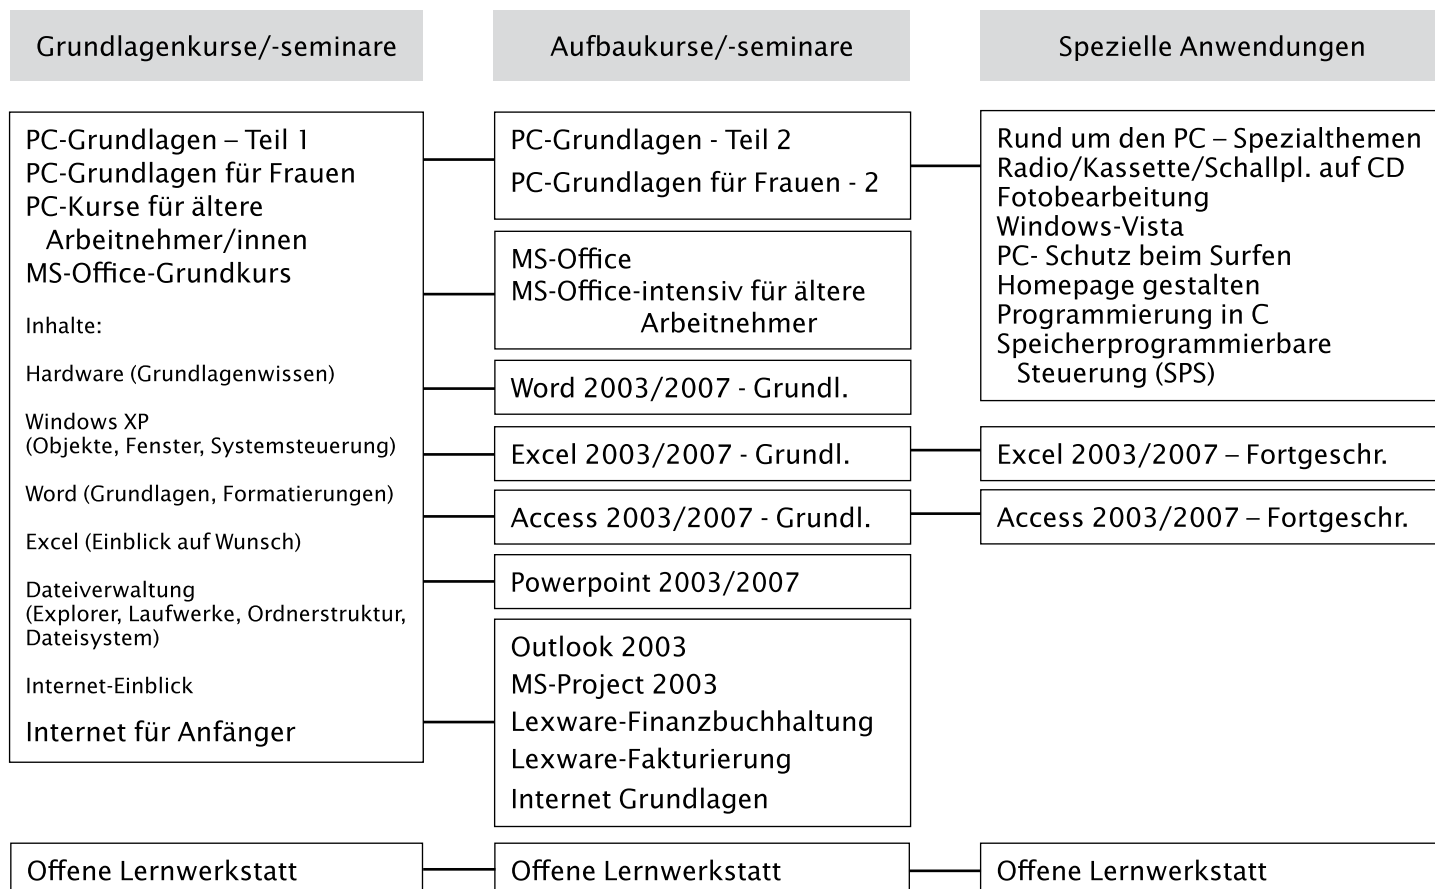 Grundlagenkurse/-seminare
Aufbaukurse/-seminare
Spezielle Anwendungen
PC-Grundlagen – Teil 1
PC-Grundlagen für Frauen
PC-Kurse für ältere
Arbeitnehmer/innen
MS-Office-Grundkurs
Inhalte:
Hardware (Grundlagenwissen)
Windows XP
(Objekte, Fenster, Systemsteuerung)
Word (Grundlagen, Formatierungen)
Excel (Einblick auf Wunsch)
Dateiverwaltung
(Explorer, Laufwerke, Ordnerstruktur,
Dateisystem)
Internet-Einblick
Internet für Anfänger
PC-Grundlagen - Teil 2
PC-Grundlagen für Frauen - 2
MS-Office
MS-Office-intensiv für ältere
Arbeitnehmer
Word 2003/2007 - Grundl.
Excel 2003/2007 - Grundl.
Access 2003/2007 - Grundl.
Powerpoint 2003/2007
Outlook 2003
MS-Project 2003
Lexware-Finanzbuchhaltung
Lexware-Fakturierung
Internet Grundlagen
Rund um den PC – Spezialthemen
Radio/Kassette/Schallpl. auf CD
Fotobearbeitung
Windows-Vista
PC- Schutz beim Surfen
Homepage gestalten
Programmierung in C
Speicherprogrammierbare
Steuerung (SPS)
Excel 2003/2007 – Fortgeschr.
Access 2003/2007 – Fortgeschr.
Offene Lernwerkstatt
Offene Lernwerkstatt
Offene Lernwerkstatt